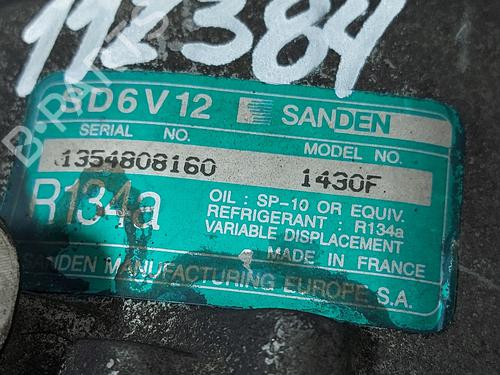 112384
SD6V12 SANDEN
SERIAL NO. MODEL NO.
1354808160 1430F
R134a
OIL : SP-10 OR EQUIV.
REFRIGERANT : R134a
VARIABLE DISPLACEMENT
MADE IN FRANCE
SANDEN MANUFACTURING EUROPE S.A.
B-PARTS